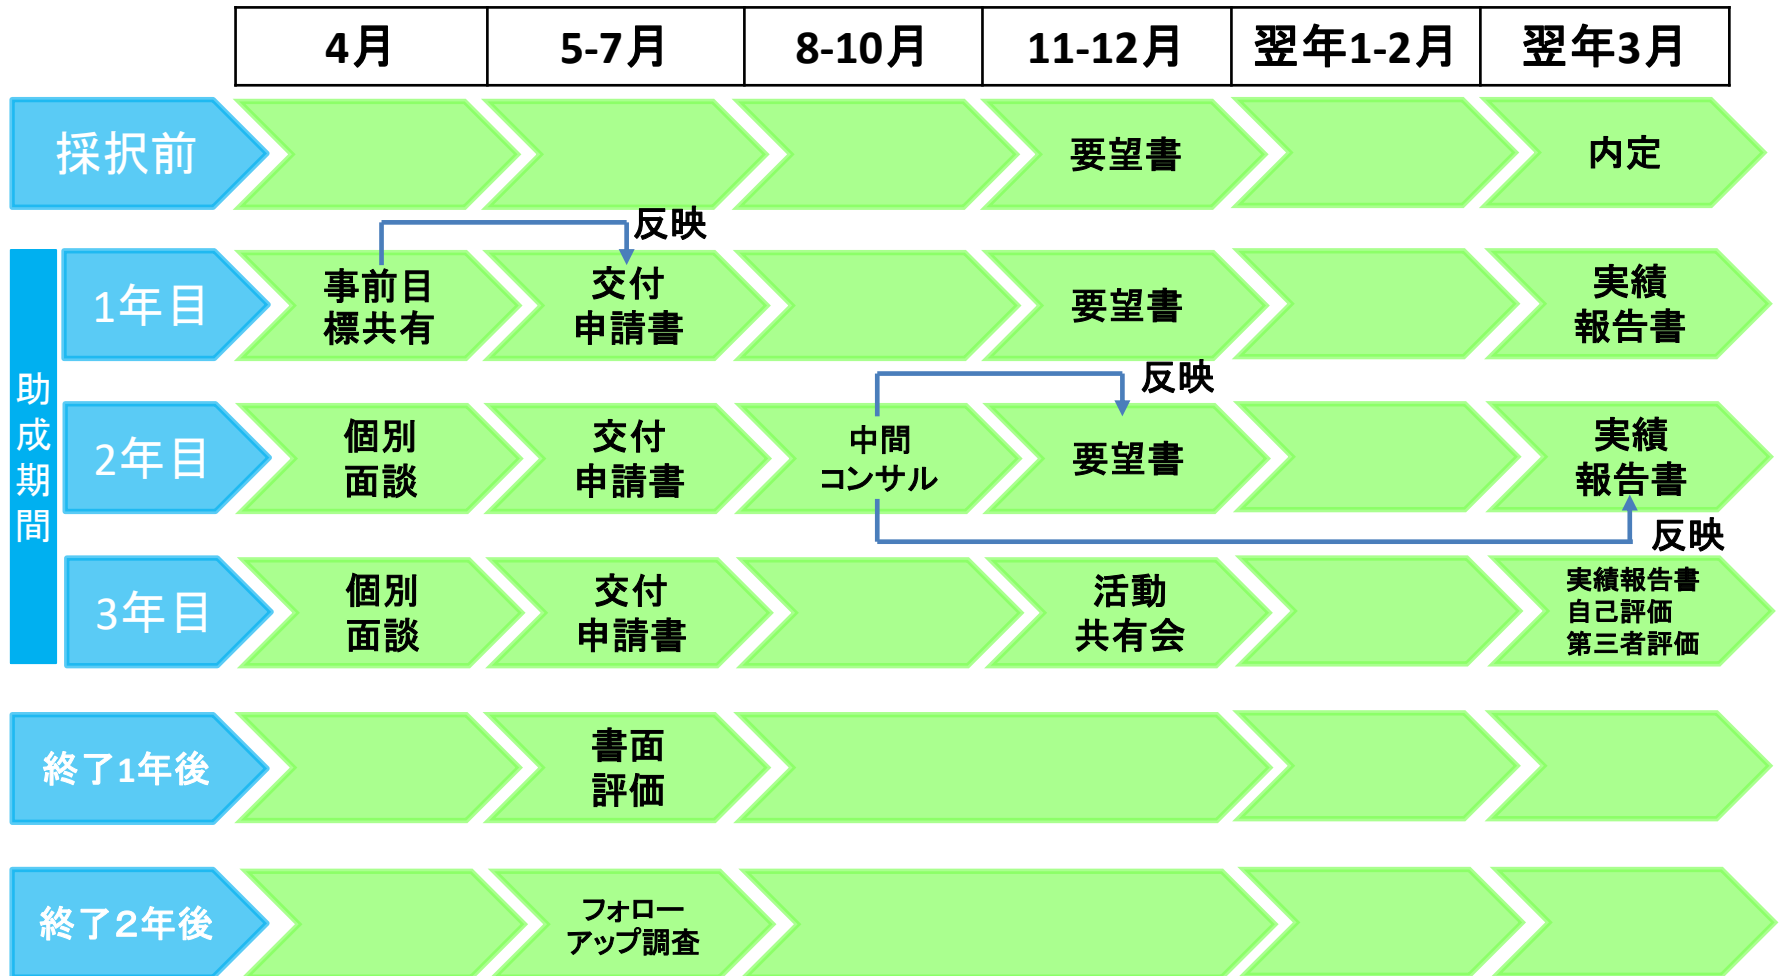 4月
5-7月
8-10月
11-12月
翌年1-2月
翌年3月
採択前
要望書
内定
反映
助成期間
1年目
事前目
標共有
交付
申請書
要望書
実績
報告書
反映
2年目
個別
面談
交付
申請書
中間
コンサル
要望書
実績
報告書
反映
3年目
個別
面談
交付
申請書
活動
共有会
実績報告書
自己評価
第三者評価
終了1年後
書面
評価
終了２年後
フォロー
アップ調査